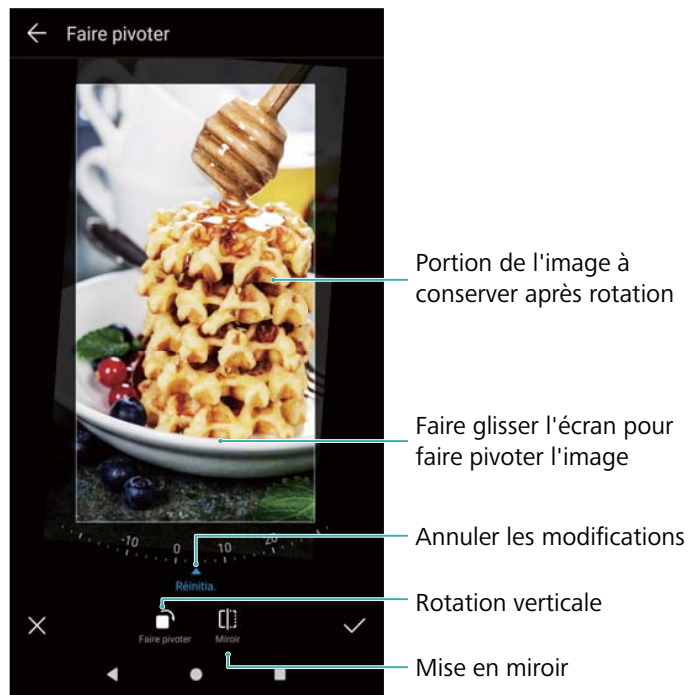 Faire pivoter
Portion de l'image à
conserver après rotation
Faire glisser l'écran pour
faire pivoter l'image
-10 0 10 20
Annuler les modifications
Réinitia.
Rotation verticale
Faire pivoter Miroir
Mise en miroir